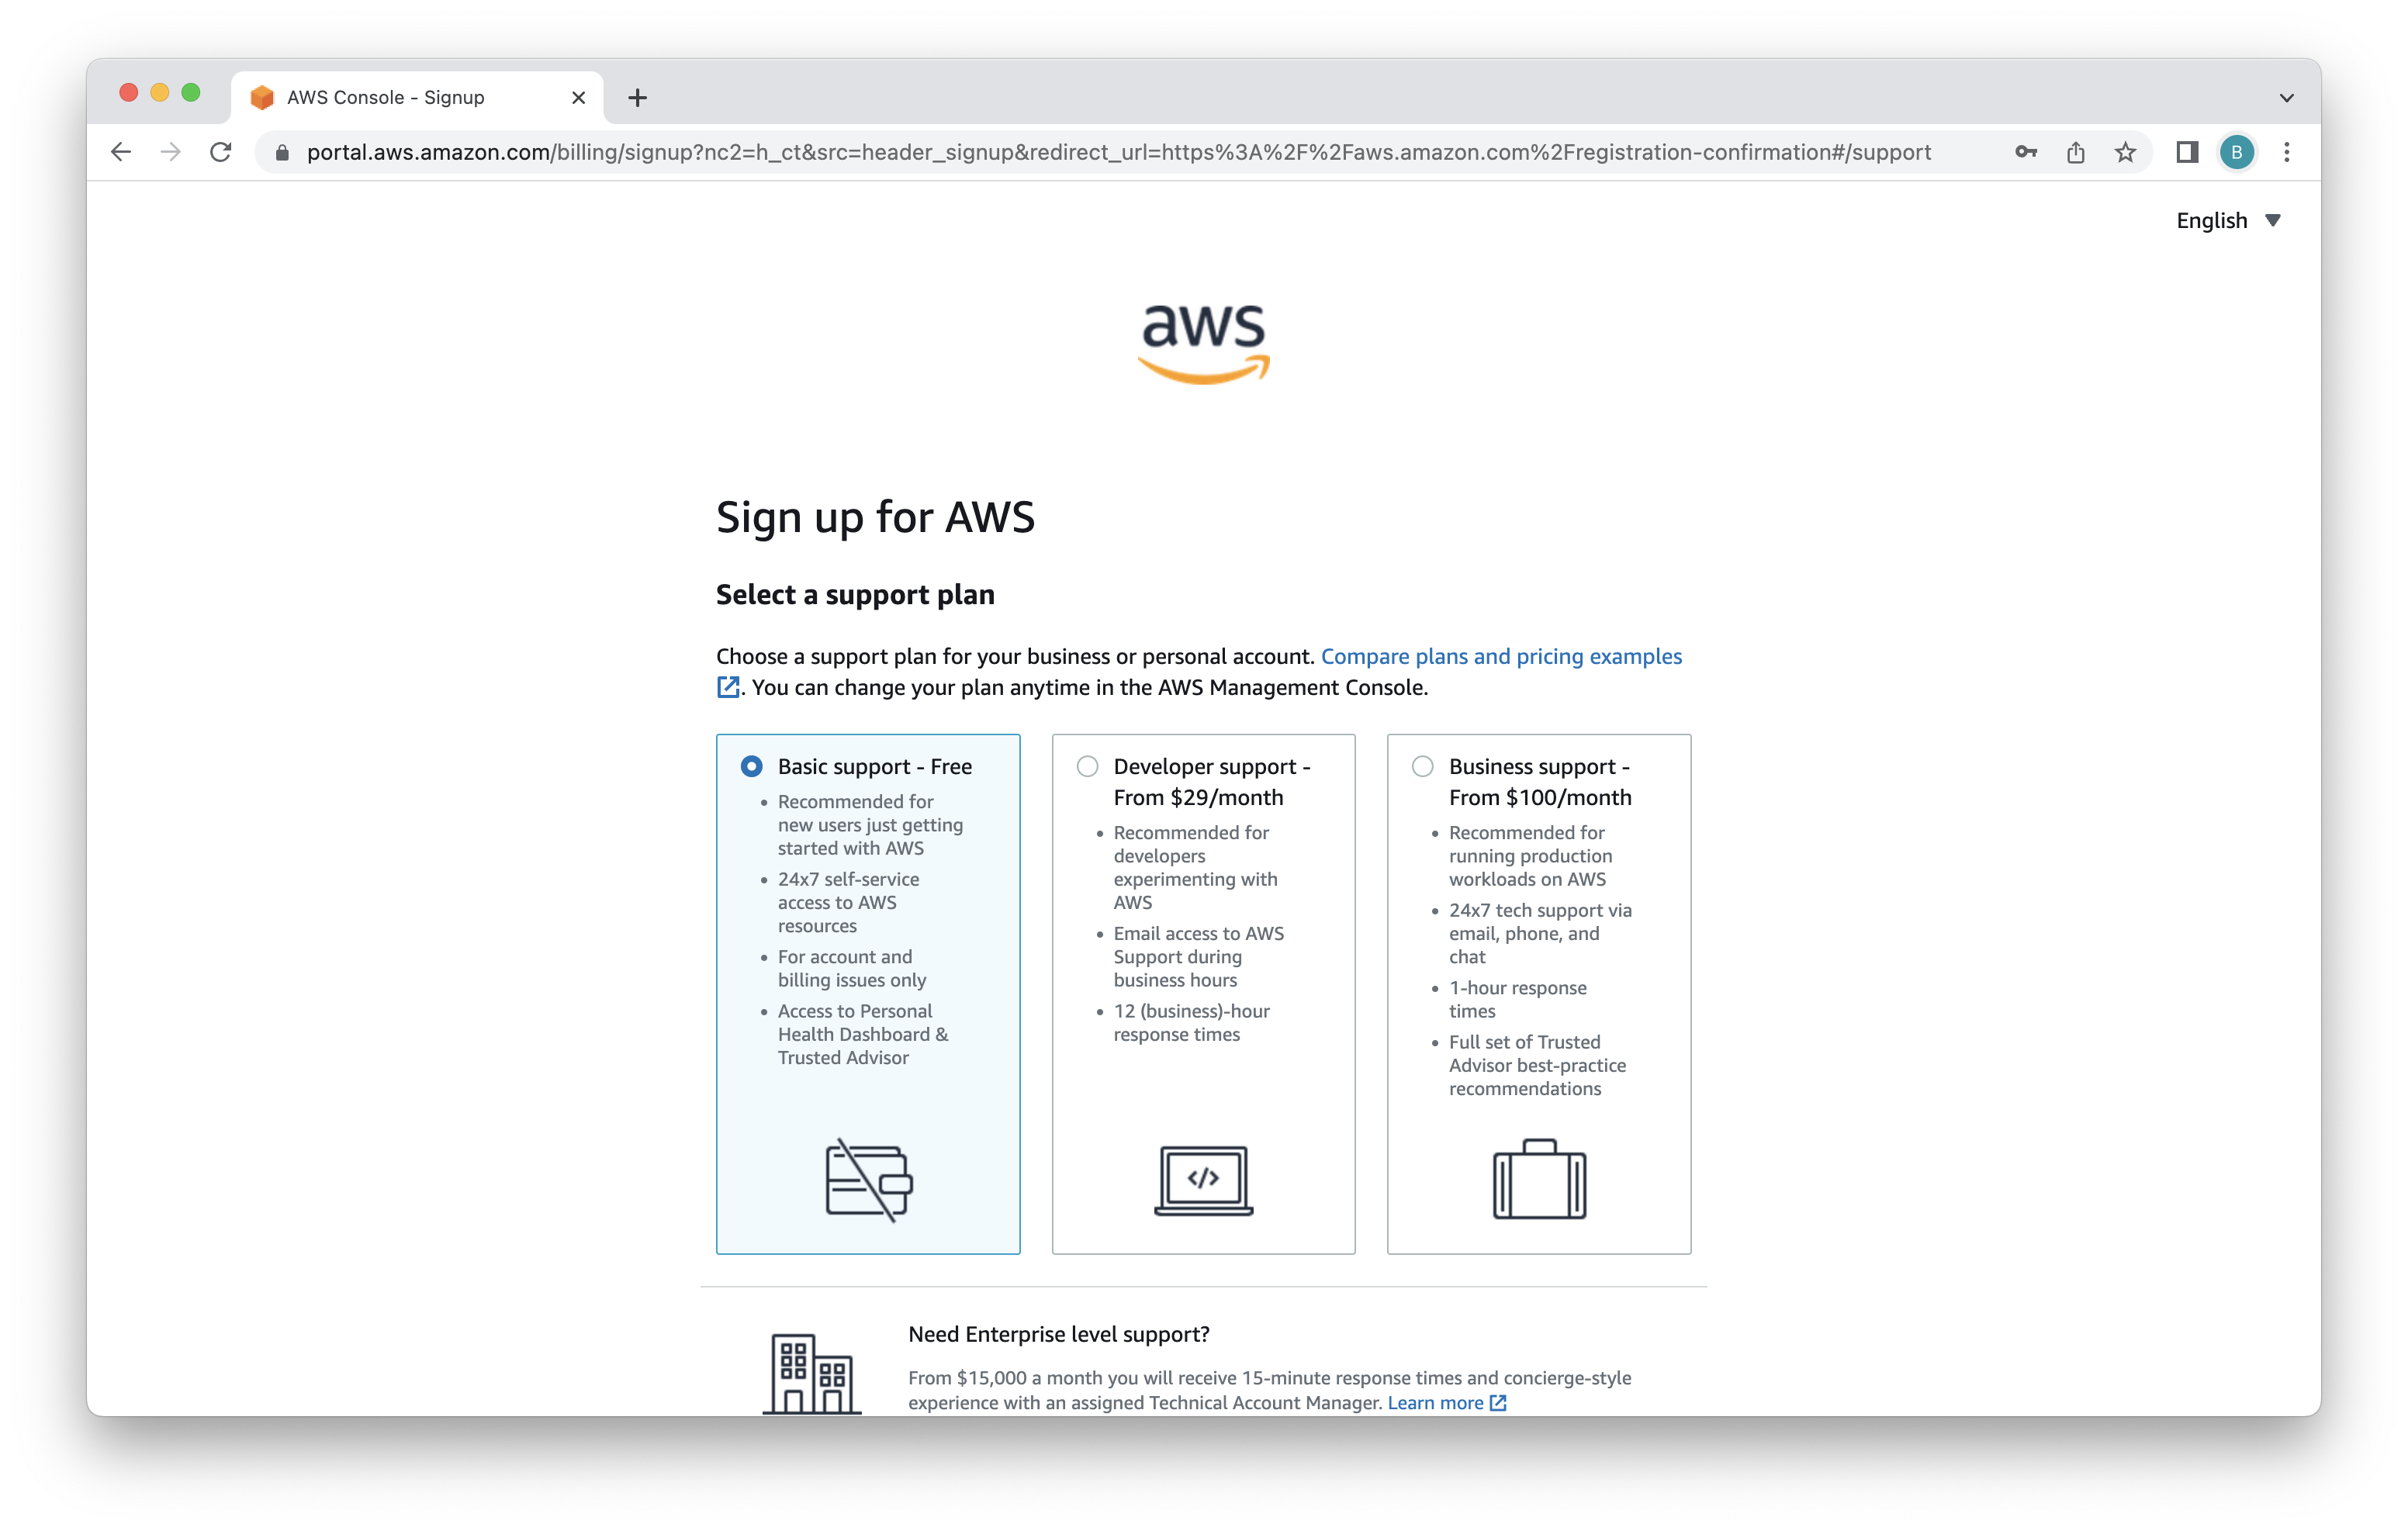 AWS Console - Signup
portal.aws.amazon.com/billing/signup?nc2=h_ct&src=header_signup&redirect_url=https%3A%2F%2Faws.amazon.com%2Fregistration-confirmation#/support
B
English
aws
Sign up for AWS
Select a support plan
Choose a support plan for your business or personal account. Compare plans and pricing examples
. You can change your plan anytime in the AWS Management Console.
Basic support - Free
Recommended for
new users just getting
started with AWS
24x7 self-service
access to AWS
resources
For account and
billing issues only
Access to Personal
Health Dashboard &
Trusted Advisor
Developer support -
From $29/month
Recommended for
developers
experimenting with
AWS
Email access to AWS
Support during
business hours
12 (business)-hour
response times
</>
Business support -
From $100/month
Recommended for
running production
workloads on AWS
24x7 tech support via
email, phone, and
chat
1-hour response
times
Full set of Trusted
Advisor best-practice
recommendations
Need Enterprise level support?
From $15,000 a month you will receive 15-minute response times and concierge-style
experience with an assigned Technical Account Manager. Learn more